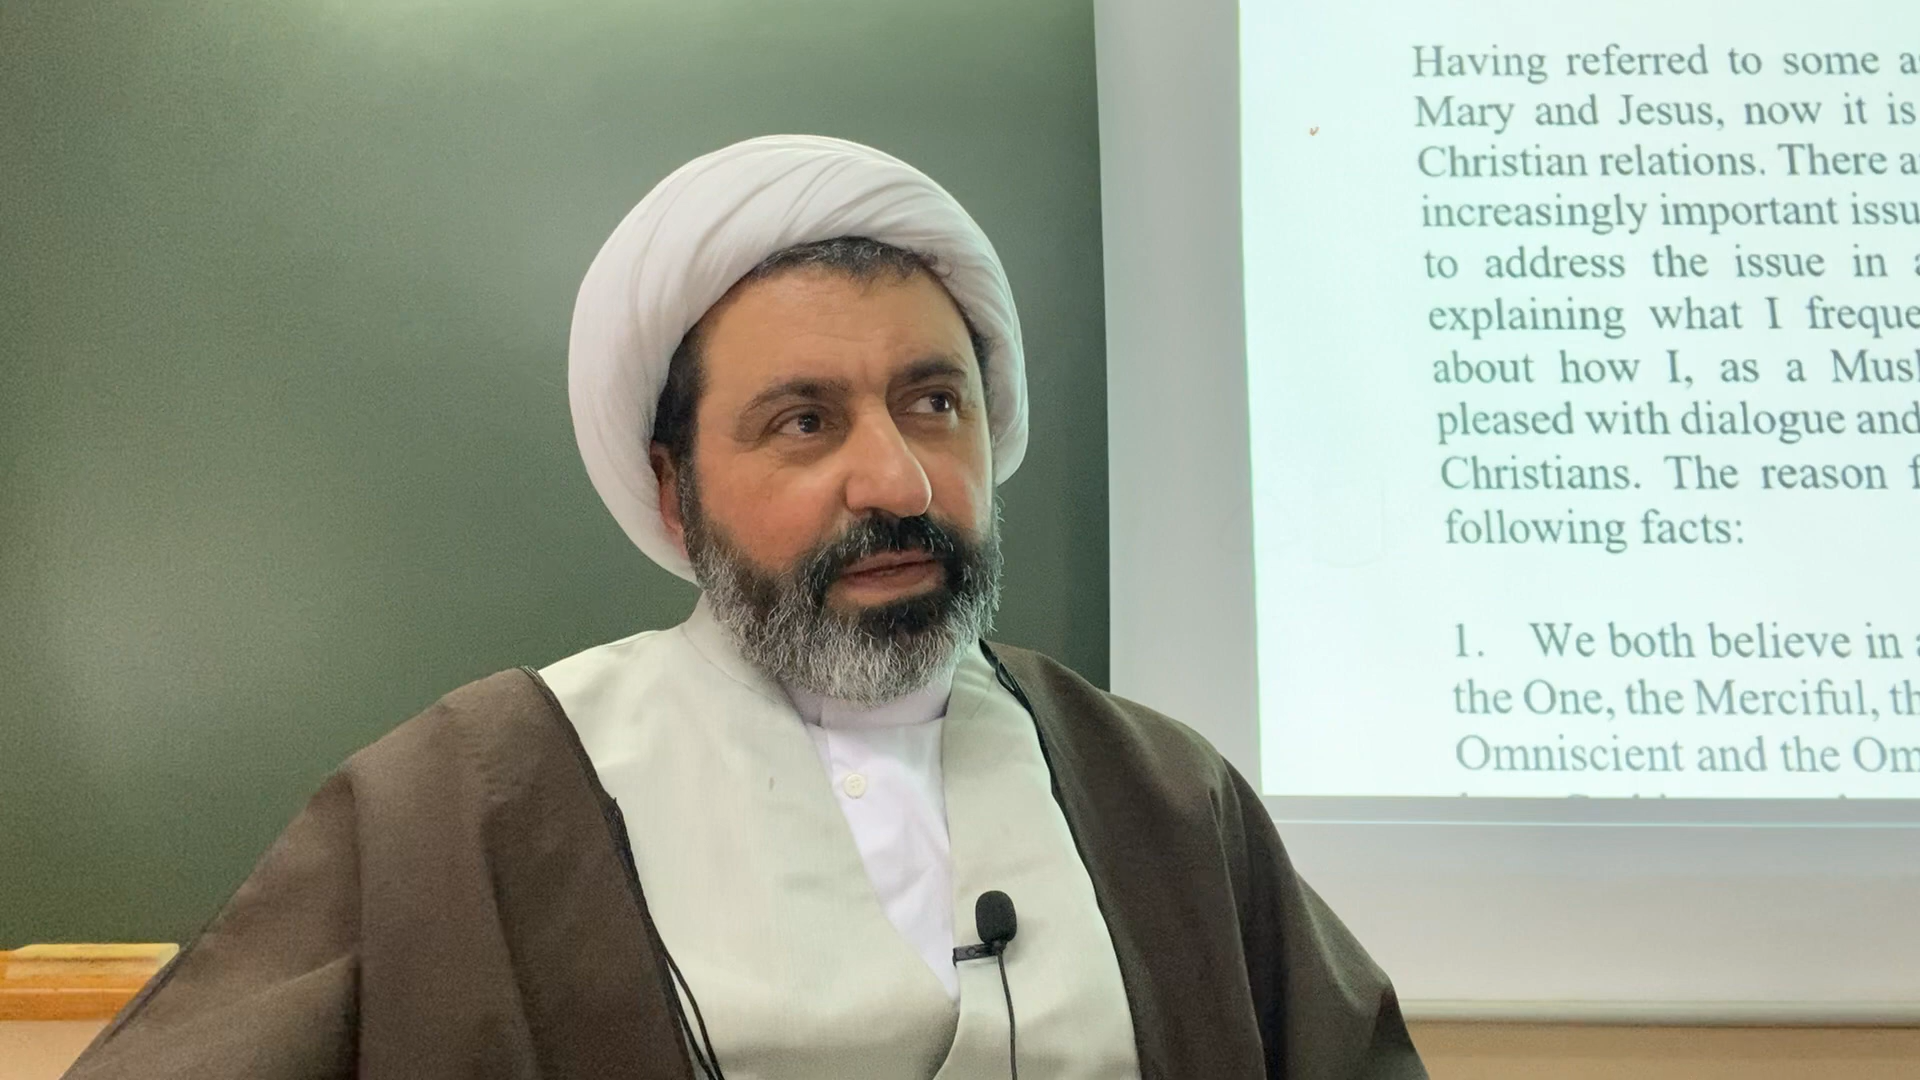 Having referred to some
Mary and Jesus, now it is
Christian relations. There
increasingly important
to address the issue in
explaining what I
about how I, as a
pleased with dialogue and
Christians. The reason
following facts:
1. We both believe in
the One, the Merciful,
Omniscient and the